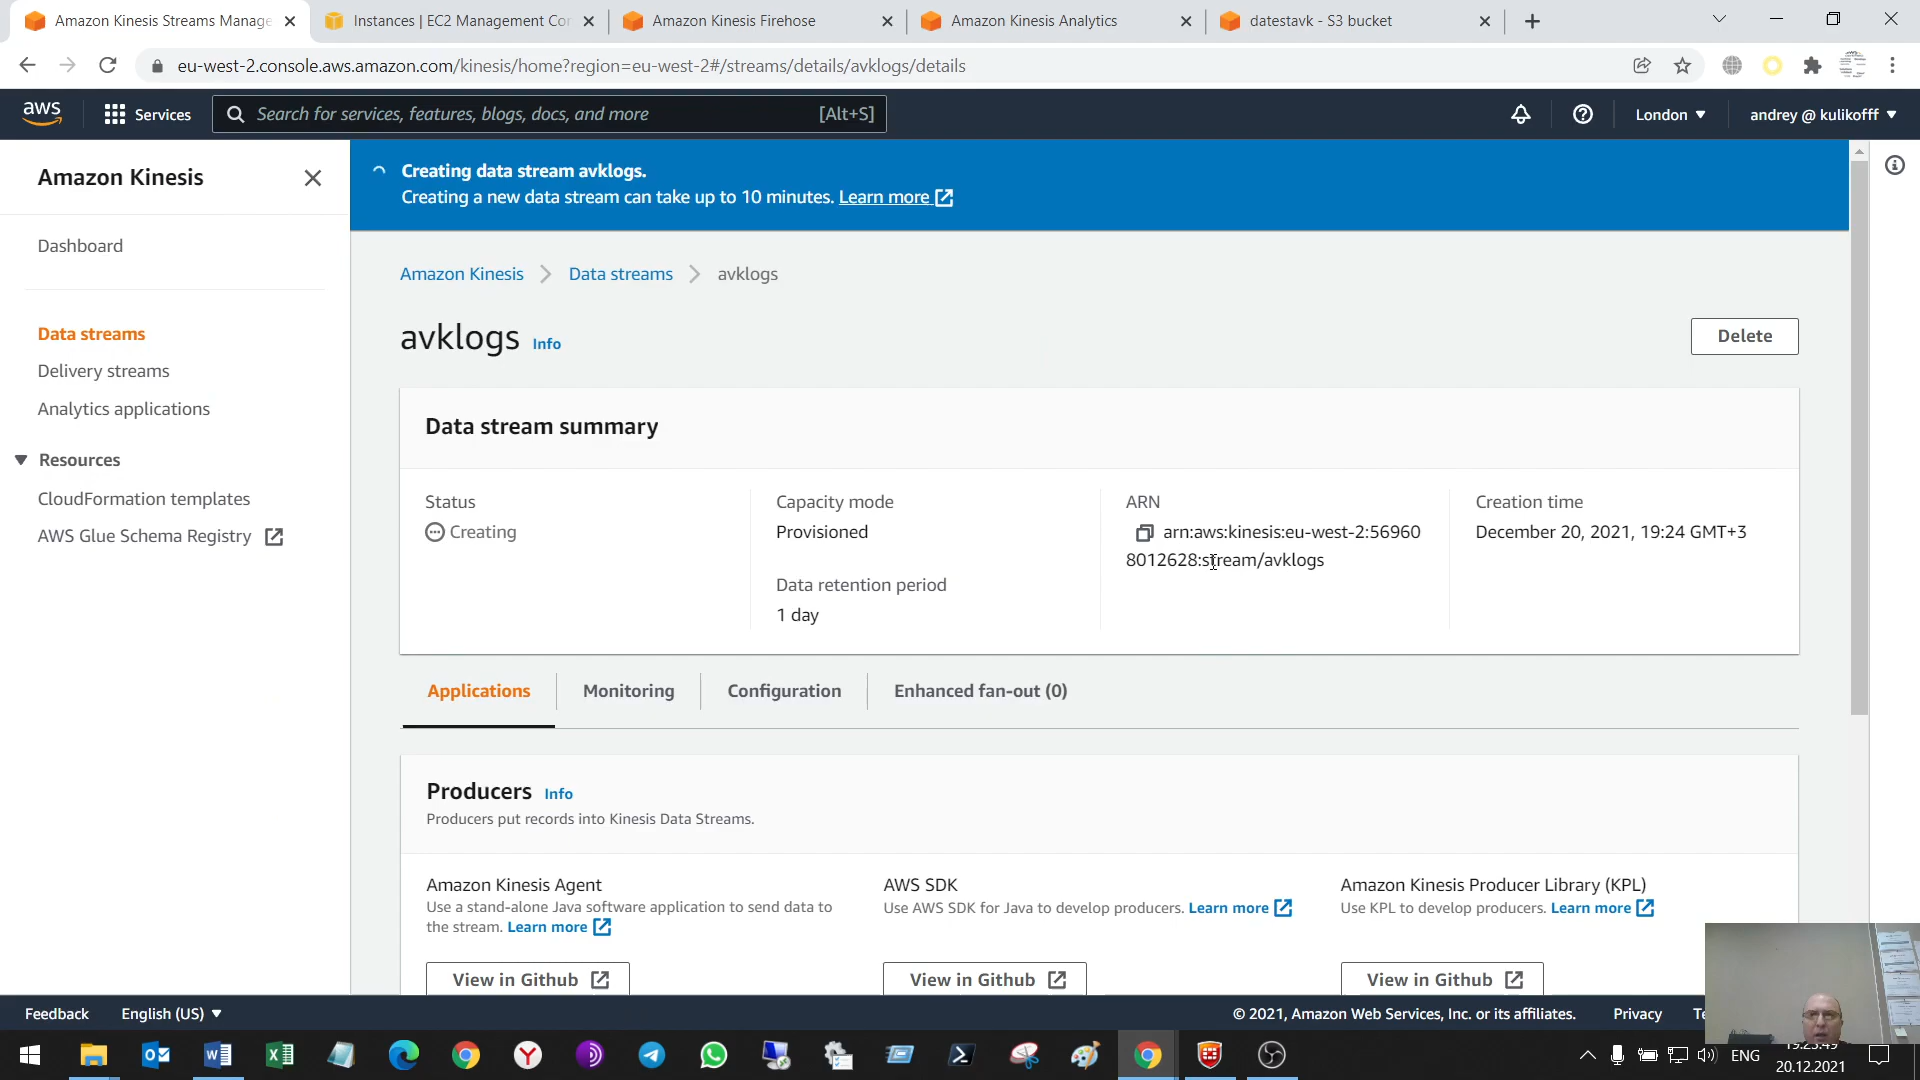 Amazon Kinesis Streams Manage
Instances | EC2 Management Con
Amazon Kinesis Firehose
Amazon Kinesis Analytics
datestavk - S3 bucket
eu-west-2.console.aws.amazon.com/kinesis/home?region=eu-west-2#/streams/details/avklogs/details
aws
Services
Search for services, features, blogs, docs, and more
[Alt+S]
London
andrey @ kulikofff
Amazon Kinesis
Dashboard
Data streams
Delivery streams
Analytics applications
Resources
CloudFormation templates
AWS Glue Schema Registry
Creating data stream avklogs.
Creating a new data stream can take up to 10 minutes. Learn more
Amazon Kinesis
Data streams
avklogs
avklogs Info
Delete
Data stream summary
Status
Creating
Capacity mode
Provisioned
Data retention period
1 day
ARN
arn:aws:kinesis:eu-west-2:56960
8012628:stream/avklogs
Creation time
December 20, 2021, 19:24 GMT+3
Applications
Monitoring
Configuration
Enhanced fan-out (0)
Producers Info
Producers put records into Kinesis Data Streams.
Amazon Kinesis Agent
Use a stand-alone Java software application to send data to
the stream. Learn more
View in Github
AWS SDK
Use AWS SDK for Java to develop producers. Learn more
View in Github
Amazon Kinesis Producer Library (KPL)
Use KPL to develop producers. Learn more
View in Github
Feedback
English (US)
© 2021, Amazon Web Services, Inc. or its affiliates.
Privacy
ENG
20.12.2021